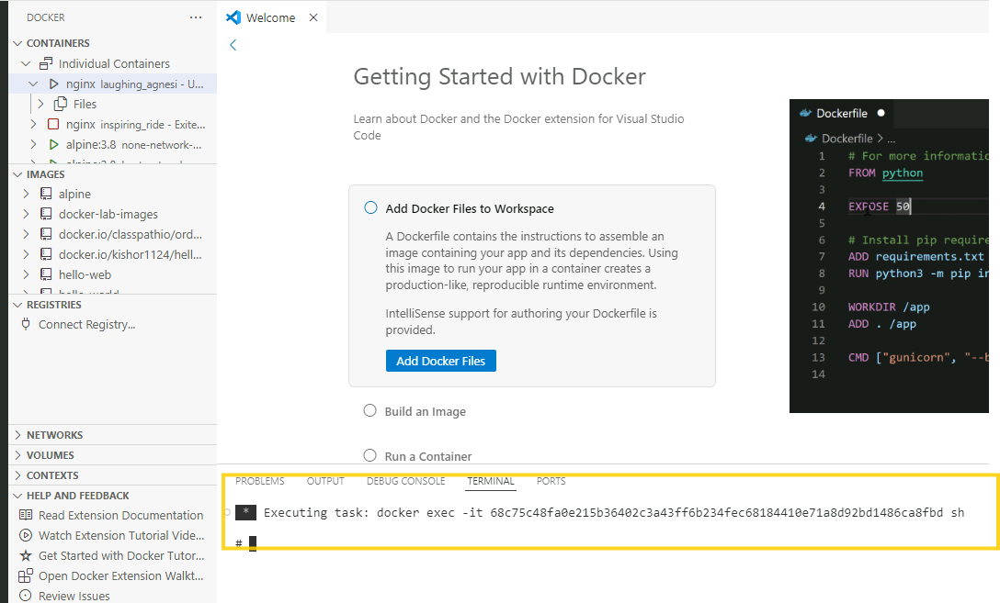 DOCKER
CONTAINERS
Individual Containers
nginx laughing_agnesi - U...
Files
nginx inspiring_ride - Exite...
alpine:3.8 none-network-...
IMAGES
alpine
docker-lab-images
docker.io/classpathio/ord...
docker.io/kishor1124/hell...
hello-web
hello-world
REGISTRIES
Connect Registry...
NETWORKS
VOLUMES
CONTEXTS
HELP AND FEEDBACK
Read Extension Documentation
Watch Extension Tutorial Vide...
Get Started with Docker Tutor...
Open Docker Extension Walkt...
Review Issues
Welcome
Getting Started with Docker
Learn about Docker and the Docker extension for Visual Studio
Code
Add Docker Files to Workspace
A Dockerfile contains the instructions to assemble an
image containing your app and its dependencies. Using
this image to run your app in a container creates a
production-like, reproducible runtime environment.
IntelliSense support for authoring your Dockerfile is
provided.
Add Docker Files
Build an Image
Run a Container
Dockerfile
Dockerfile > ...
1 # For more informatic
2 FROM python
3
4 EXPOSE 50
5
6 # Install pip require
7 ADD requirements.txt
8 RUN python3 -m pip in
9
10 WORKDIR /app
11 ADD . /app
12
13 CMD ["gunicorn", "--b
14
PROBLEMS OUTPUT DEBUG CONSOLE TERMINAL PORTS
* Executing task: docker exec -it 68c75c48fa0e215b36402c3a43ff6b234fec68184410e71a8d92bd1486ca8fbd sh
#